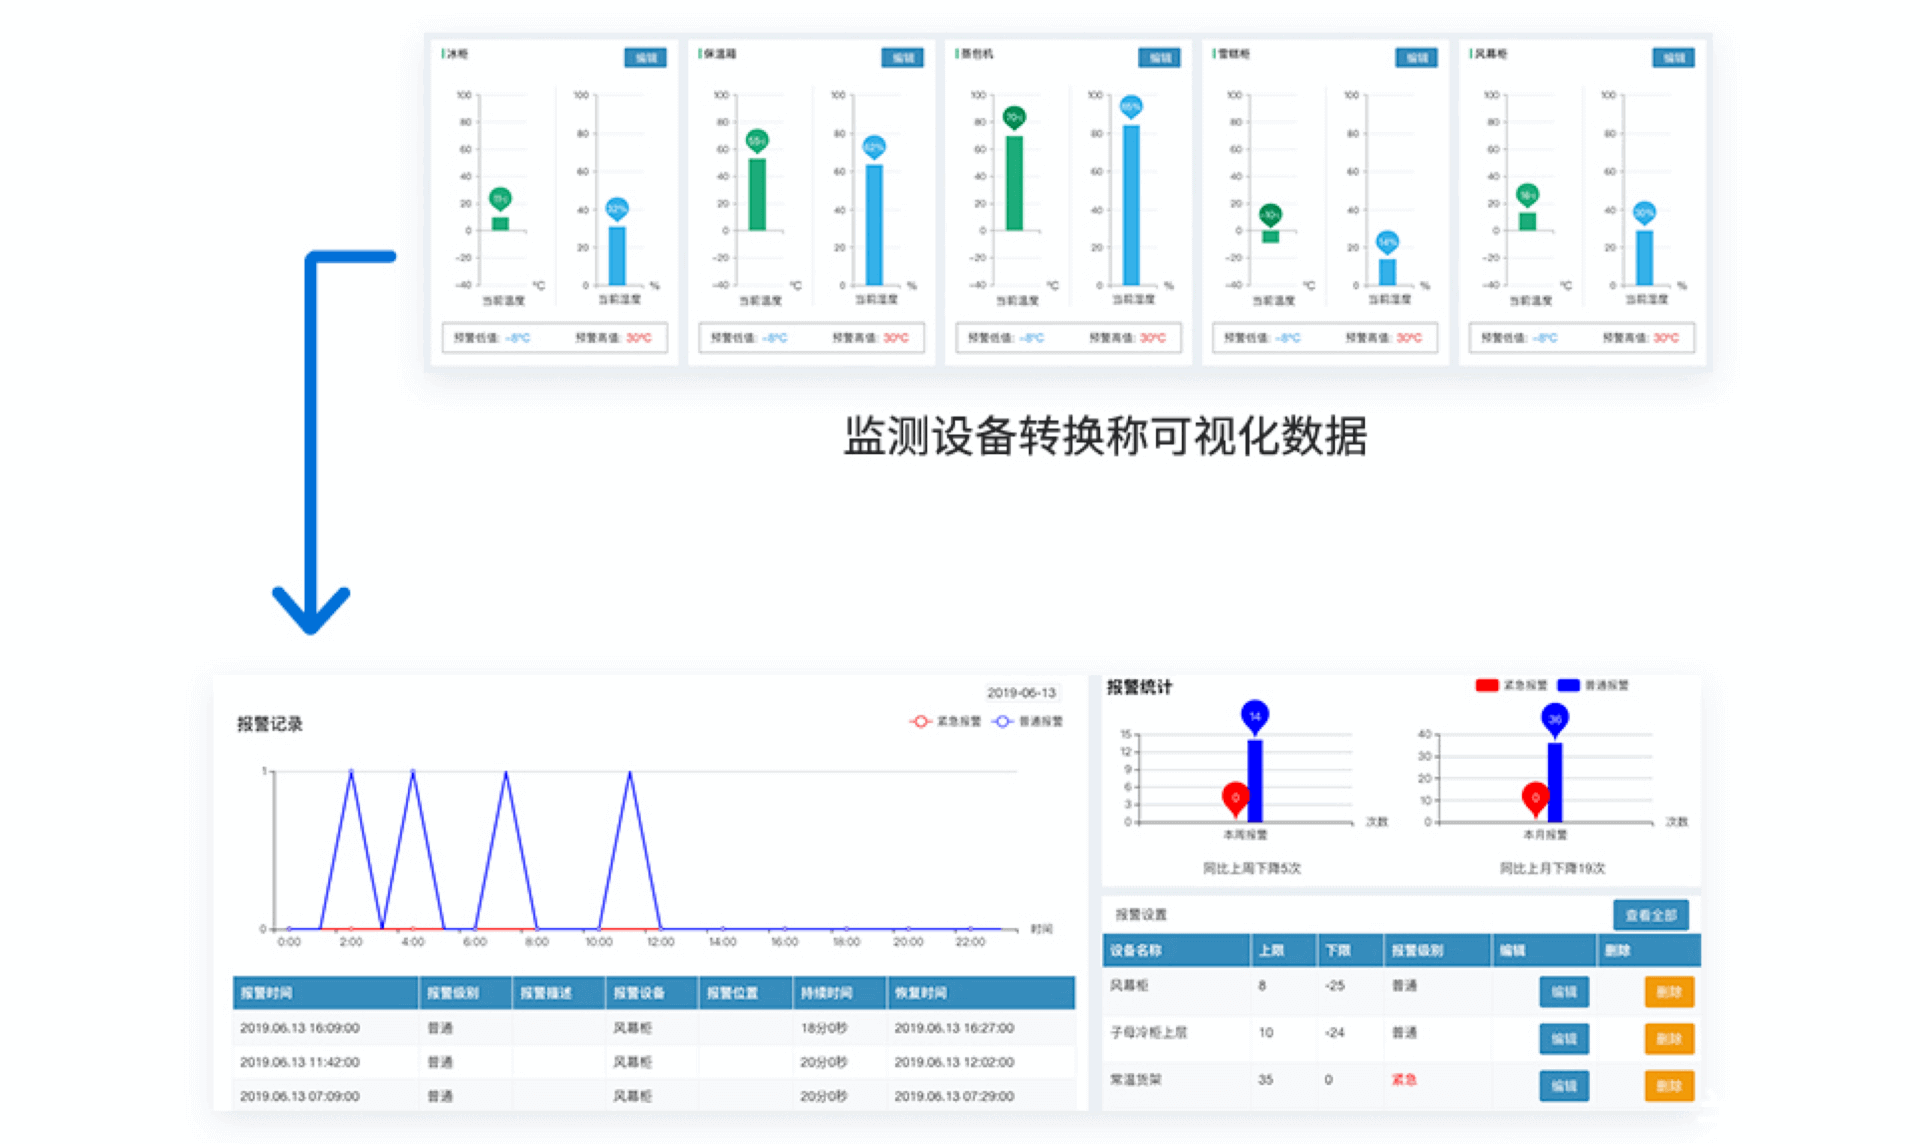 冰柜 编辑 保温箱 编辑 蒸包机 编辑 雪糕柜 编辑 风幕柜 编辑
100 100 100 100 100 100 100 100 100 100
80 80 80 80 80 80 80 80 80 80
60 60 60 60 60 60 60 60 60 60
40 40 40 40 40 40 40 40 40 40
20 20 20 20 20 20 20 20 20 20
0 0 0 0 0 0 0 0 0 0
-20 -20 -20 -20 -20
-40 -40 -40 -40 -40
32% 62% 85% 14% 30%
℃ % ℃ % ℃ % ℃ % ℃ %
当前温度 当前湿度 当前温度 当前湿度 当前温度 当前湿度 当前温度 当前湿度 当前温度 当前湿度
预警低值: -8℃ 预警高值: 30℃ 预警低值: -8℃ 预警高值: 30℃ 预警低值: -8℃ 预警高值: 30℃ 预警低值: -8℃ 预警高值: 30℃ 预警低值: -8℃ 预警高值: 30℃
监测设备转换称可视化数据
2019-06-13
报警记录
紧急报警 普通报警
1
0
0:00 2:00 4:00 6:00 8:00 10:00 12:00 14:00 16:00 18:00 20:00 22:00 时间
报警时间 报警级别 报警描述 报警设备 报警位置 持续时间 恢复时间
2019.06.13 16:09:00 普通 风幕柜 18分0秒 2019.06.13 16:27:00
2019.06.13 11:42:00 普通 风幕柜 20分0秒 2019.06.13 12:02:00
2019.06.13 07:09:00 普通 风幕柜 20分0秒 2019.06.13 07:29:00
报警统计
紧急报警 普通报警
14 36
15 40
12 30
9 20
6 10
3
0 0
0 0
次数 次数
本周报警 本月报警
同比上周下降5次 同比上月下降19次
报警设置 查看全部
设备名称 上限 下限 报警级别 编辑 删除
风幕柜 8 -25 普通 编辑 删除
子母冷柜上层 10 -24 普通 编辑 删除
常温货架 35 0 紧急 编辑 删除